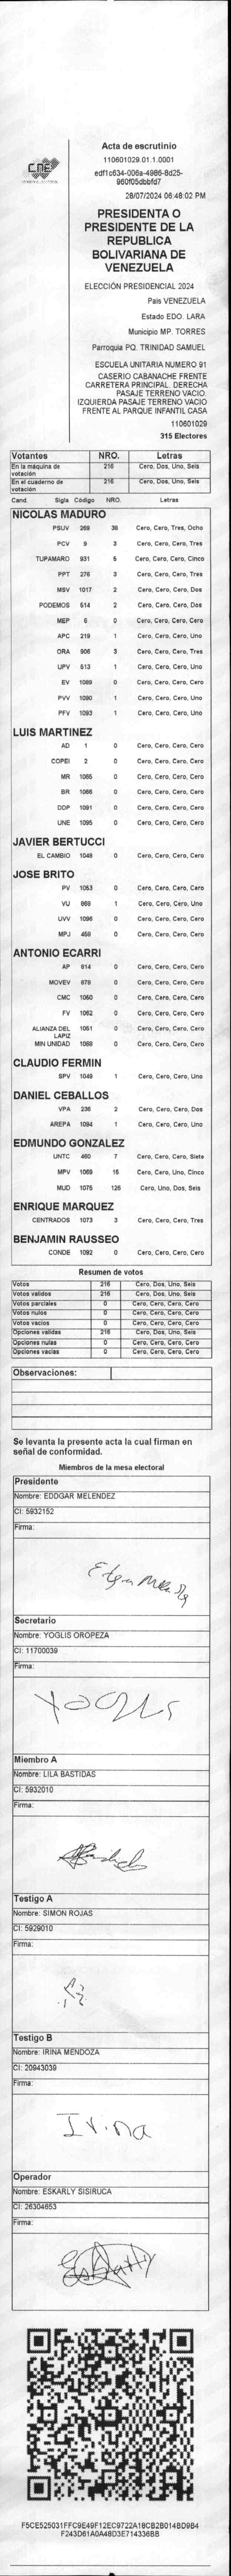 CNE
Acta de escrutinio
110601029.01.1.0001
edf1c634-006a-4986-8d25-
960f05dbbfd7
28/07/2024 06:48:02 PM
PRESIDENTA O
PRESIDENTE DE LA
REPUBLICA
BOLIVARIANA DE
VENEZUELA
ELECCIÓN PRESIDENCIAL 2024
País VENEZUELA
Estado EDO. LARA
Municipio MP. TORRES
Parroquia PQ. TRINIDAD SAMUEL
ESCUELA UNITARIA NUMERO 91
CASERIO CABANACHE FRENTE
CARRETERA PRINCIPAL. DERECHA
PASAJE TERRENO VACIO.
IZQUIERDA PASAJE TERRENO VACIO
FRENTE AL PARQUE INFANTIL CASA
110601029
315 Electores
Votantes NRO. Letras
En la máquina de votación 216 Cero, Dos, Uno, Seis
En el cuaderno de votación 216 Cero, Dos, Uno, Seis
Cand. Sigla Código NRO. Letras
NICOLAS MADURO
PSUV 269 38 Cero, Cero, Tres, Ocho
PCV 9 3 Cero, Cero, Cero, Tres
TUPAMARO 931 5 Cero, Cero, Cero, Cinco
PPT 276 3 Cero, Cero, Cero, Tres
MSV 1017 2 Cero, Cero, Cero, Dos
PODEMOS 514 2 Cero, Cero, Cero, Dos
MEP 6 0 Cero, Cero, Cero, Cero
APC 219 1 Cero, Cero, Cero, Uno
ORA 906 3 Cero, Cero, Cero, Tres
UPV 513 1 Cero, Cero, Cero, Uno
EV 1089 0 Cero, Cero, Cero, Cero
PVV 1090 1 Cero, Cero, Cero, Uno
PFV 1093 1 Cero, Cero, Cero, Uno
LUIS MARTINEZ
AD 1 0 Cero, Cero, Cero, Cero
COPEI 2 0 Cero, Cero, Cero, Cero
MR 1065 0 Cero, Cero, Cero, Cero
BR 1066 0 Cero, Cero, Cero, Cero
DDP 1091 0 Cero, Cero, Cero, Cero
UNE 1095 0 Cero, Cero, Cero, Cero
JAVIER BERTUCCI
EL CAMBIO 1048 0 Cero, Cero, Cero, Cero
JOSE BRITO
PV 1053 0 Cero, Cero, Cero, Cero
VU 969 1 Cero, Cero, Cero, Uno
UVV 1096 0 Cero, Cero, Cero, Cero
MPJ 459 0 Cero, Cero, Cero, Cero
ANTONIO ECARRI
AP 814 0 Cero, Cero, Cero, Cero
MOVEV 878 0 Cero, Cero, Cero, Cero
CMC 1050 0 Cero, Cero, Cero, Cero
FV 1062 0 Cero, Cero, Cero, Cero
ALIANZA DEL LAPIZ 1051 0 Cero, Cero, Cero, Cero
MIN UNIDAD 1088 0 Cero, Cero, Cero, Cero
CLAUDIO FERMIN
SPV 1049 1 Cero, Cero, Cero, Uno
DANIEL CEBALLOS
VPA 236 2 Cero, Cero, Cero, Dos
AREPA 1094 1 Cero, Cero, Cero, Uno
EDMUNDO GONZALEZ
UNTC 460 7 Cero, Cero, Cero, Siete
MPV 1069 15 Cero, Cero, Uno, Cinco
MUD 1075 126 Cero, Uno, Dos, Seis
ENRIQUE MARQUEZ
CENTRADOS 1073 3 Cero, Cero, Cero, Tres
BENJAMIN RAUSSEO
CONDE 1092 0 Cero, Cero, Cero, Cero
Resumen de votos
Votos 216 Cero, Dos, Uno, Seis
Votos validos 216 Cero, Dos, Uno, Seis
Votos parciales 0 Cero, Cero, Cero, Cero
Votos nulos 0 Cero, Cero, Cero, Cero
Votos vacios 0 Cero, Cero, Cero, Cero
Opciones validas 216 Cero, Dos, Uno, Seis
Opciones nulas 0 Cero, Cero, Cero, Cero
Opciones vacias 0 Cero, Cero, Cero, Cero
Observaciones:
Se levanta la presente acta la cual firman en
señal de conformidad.
Miembros de la mesa electoral
Presidente
Nombre: EDDGAR MELENDEZ
CI: 5932152
Firma:
Secretario
Nombre: YOGLIS OROPEZA
CI: 11700039
Firma:
Yoglis
Miembro A
Nombre: LILA BASTIDAS
CI: 5932010
Firma:
Testigo A
Nombre: SIMON ROJAS
CI: 5929010
Firma:
Testigo B
Nombre: IRINA MENDOZA
CI: 20943039
Firma:
Irina
Operador
Nombre: ESKARLY SISIRUCA
CI: 26304653
Firma:
F5CE525031FFC9E49F12EC9722A18CB2B014BD9B4
F243D61A0A48D3E714336BB